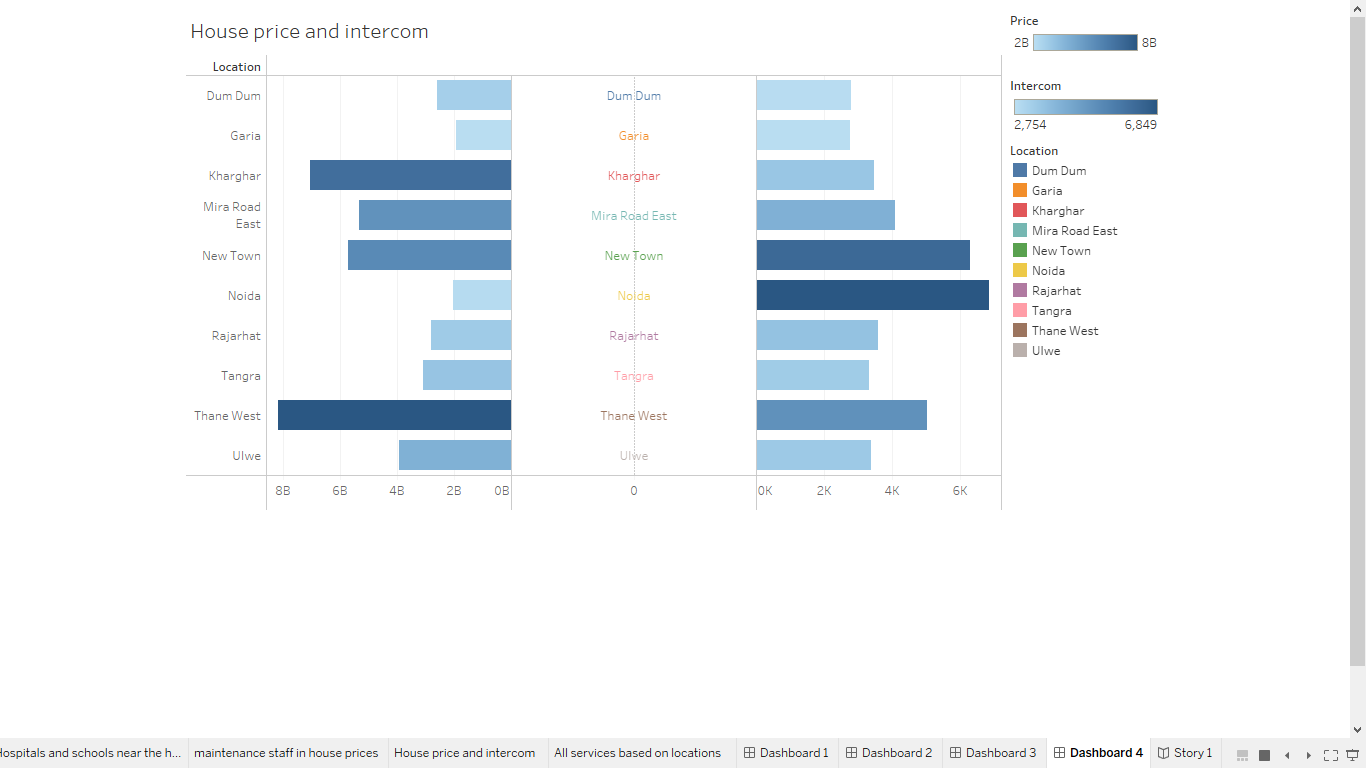 House price and intercom
Location
Dum Dum
Garia
Kharghar
Mira Road
East
New Town
Noida
Rajarhat
Tangra
Thane West
Ulwe
Dum Dum
Garia
Kharghar
Mira Road East
New Town
Noida
Rajarhat
Tangra
Thane West
Ulwe
8B 6B 4B 2B 0B
0
0K 2K 4K 6K
Price
2B 8B
Intercom
2,754 6,849
Location
Dum Dum
Garia
Kharghar
Mira Road East
New Town
Noida
Rajarhat
Tangra
Thane West
Ulwe
Hospitals and schools near the h... maintenance staff in house prices House price and intercom All services based on locations Dashboard 1 Dashboard 2 Dashboard 3 Dashboard 4 Story 1